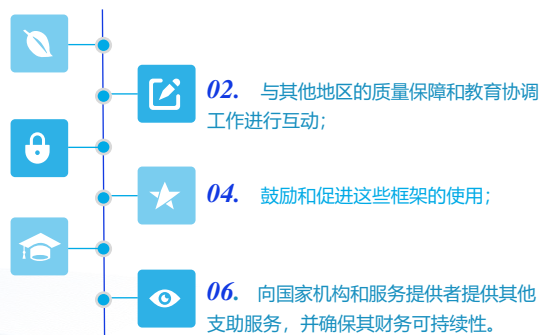 02. 与其他地区的质量保障和教育协调
工作进行互动；
04. 鼓励和促进这些框架的使用；
06. 向国家机构和服务提供者提供其他
支助服务，并确保其财务可持续性。